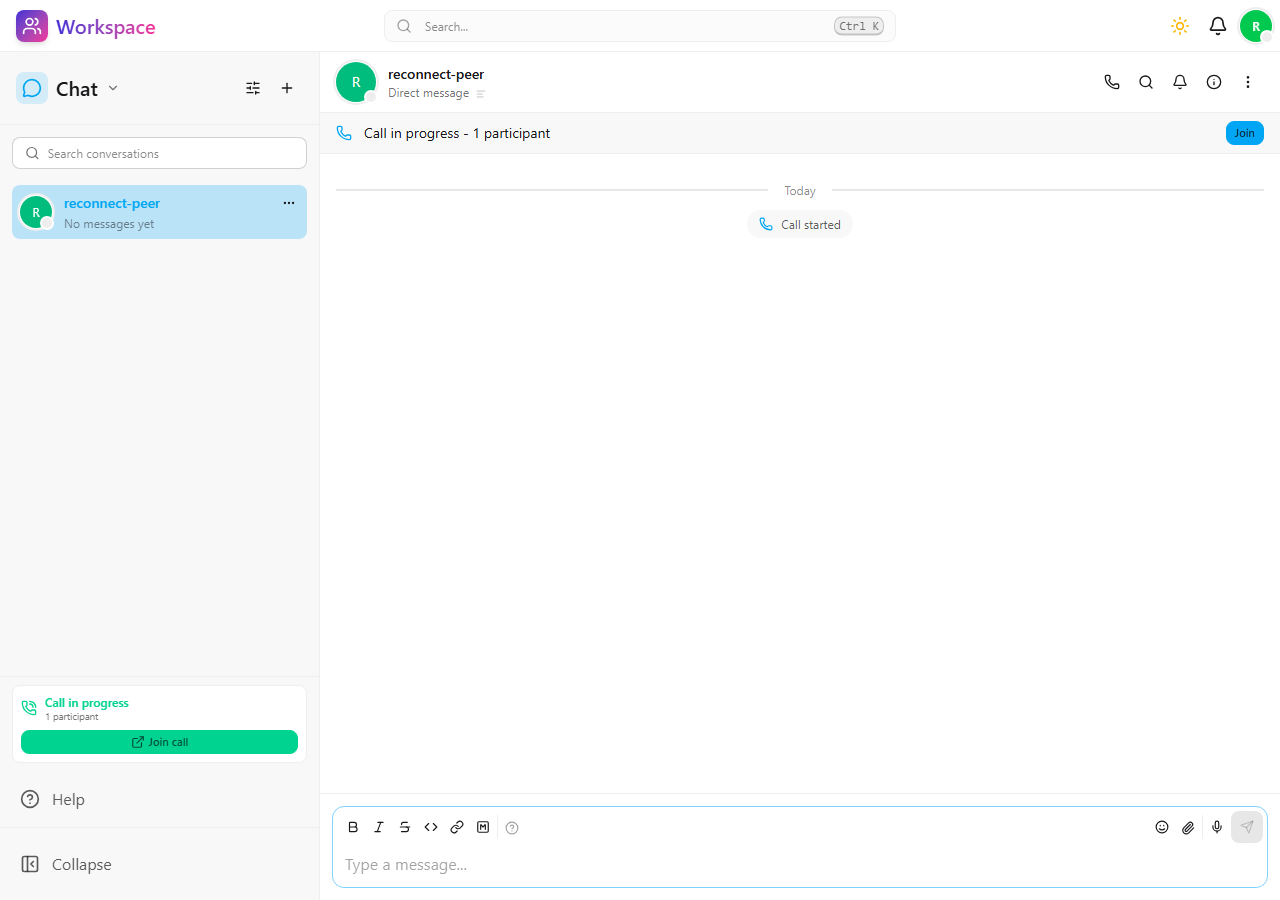 Workspace
Search...
Ctrl K
R
Chat
Search conversations
R
reconnect-peer
No messages yet
Call in progress
1 participant
Join call
Help
Collapse
R
reconnect-peer
Direct message
Call in progress - 1 participant
Join
Today
Call started
Type a message...